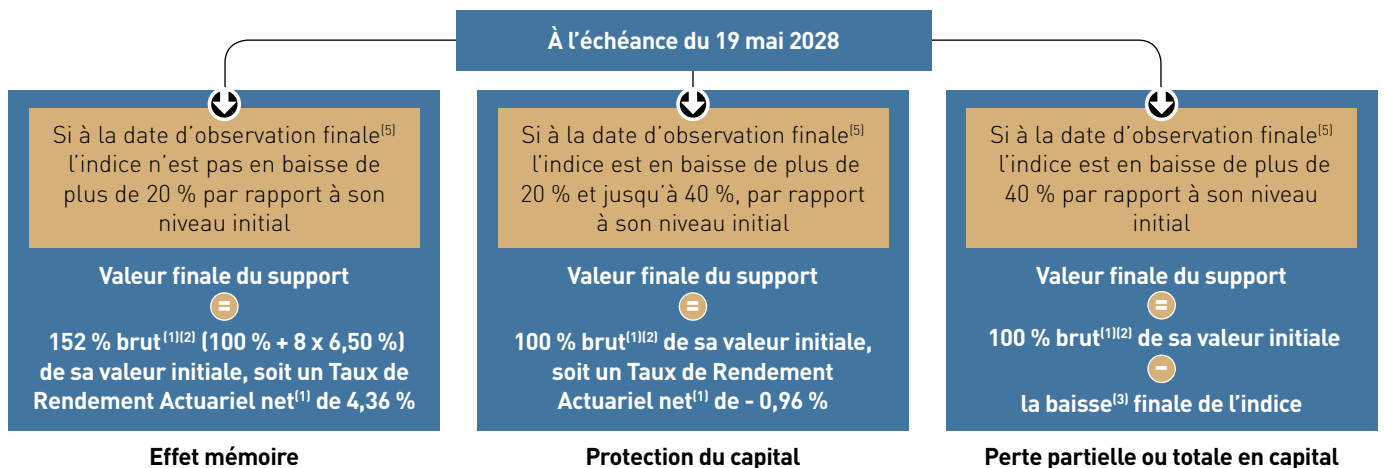 À l'échéance du 19 mai 2028
Si à la date d'observation finale(5)
l'indice n'est pas en baisse de
plus de 20 % par rapport à son
niveau initial
Valeur finale du support
=
152 % brut(1)(2) (100 % + 8 x 6,50 %)
de sa valeur initiale, soit un Taux de
Rendement Actuariel net(1) de 4,36 %
Effet mémoire
Si à la date d'observation finale(5)
l'indice est en baisse de plus de
20 % et jusqu'à 40 %, par rapport
à son niveau initial
Valeur finale du support
=
100 % brut(1)(2) de sa valeur initiale,
soit un Taux de Rendement
Actuariel net(1) de - 0,96 %
Protection du capital
Si à la date d'observation finale(5)
l'indice est en baisse de plus de
40 % par rapport à son niveau
initial
Valeur finale du support
=
100 % brut(1)(2) de sa valeur initiale
-
la baisse(3) finale de l'indice
Perte partielle ou totale en capital